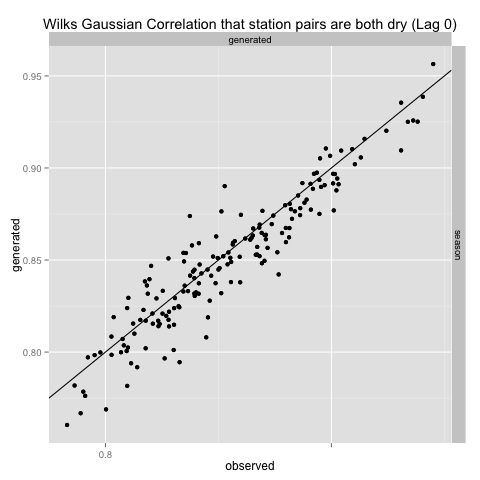 Wilks Gaussian Correlation that station pairs are both dry (Lag 0)
generated
0.95
0.90
0.85
0.80
generated
season
0.8
observed